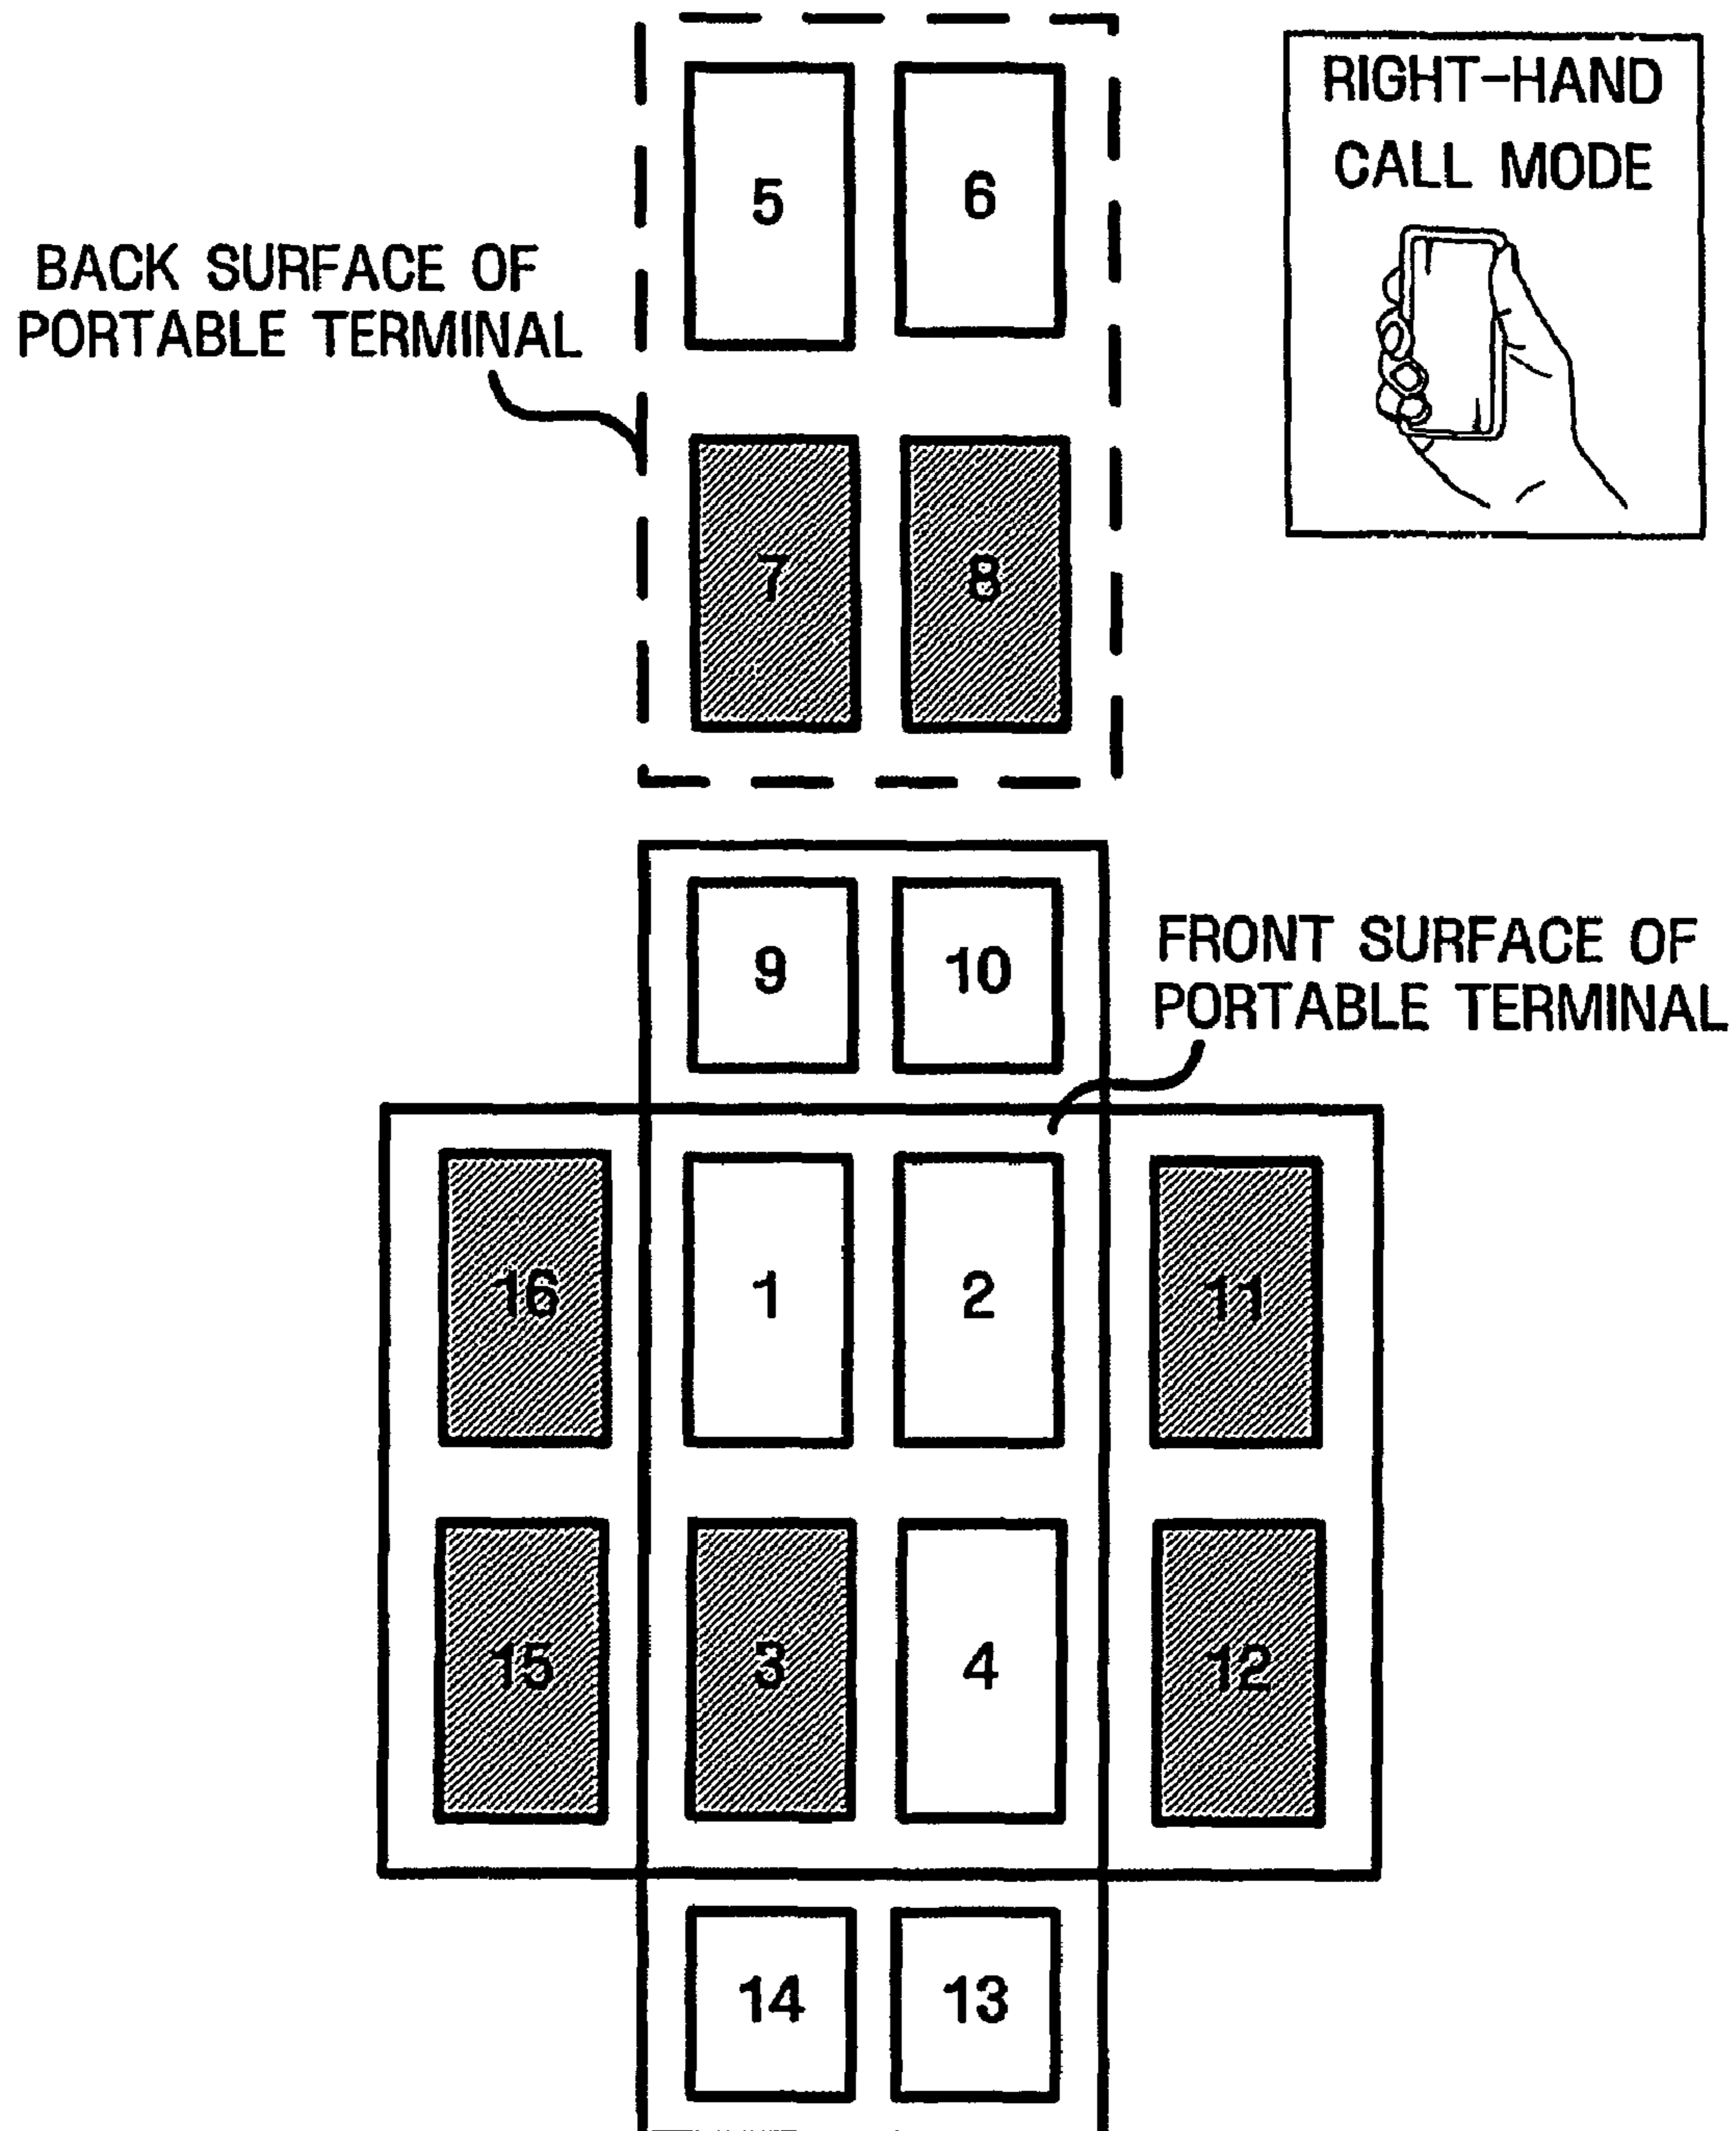 RIGHT-HAND
CALL MODE
5 6
BACK SURFACE OF
PORTABLE TERMINAL
7 8
9 10
FRONT SURFACE OF
PORTABLE TERMINAL
16 1 2 11
15 3 4 12
14 13